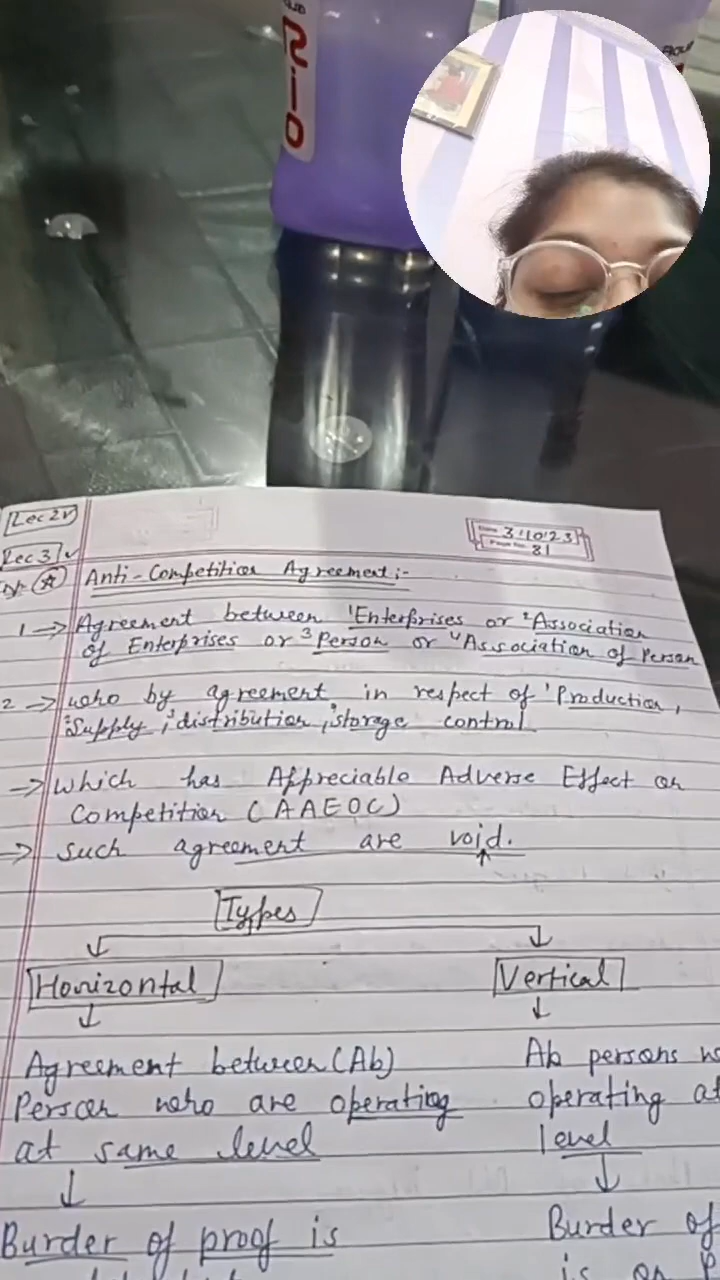 RIO
Lec 2
Lec 3
Date 3/10/23
Page No. 81
Anti-Competition Agreement:-
1 → Agreement between ¹Enterprises or ²Association
of Enterprises or ³Person or ⁴Association of Person
2 → who by agreement in respect of ¹Production,
²Supply, ³distribution, storage control
→ which has Appreciable Adverse Effect on
Competition (AAEOC)
→ such agreement are void.
Types
Horizontal Vertical
Agreement between (Ab) Ab persons
Person who are operating operating at
at same level level
Burden of proof is Burden of
is on